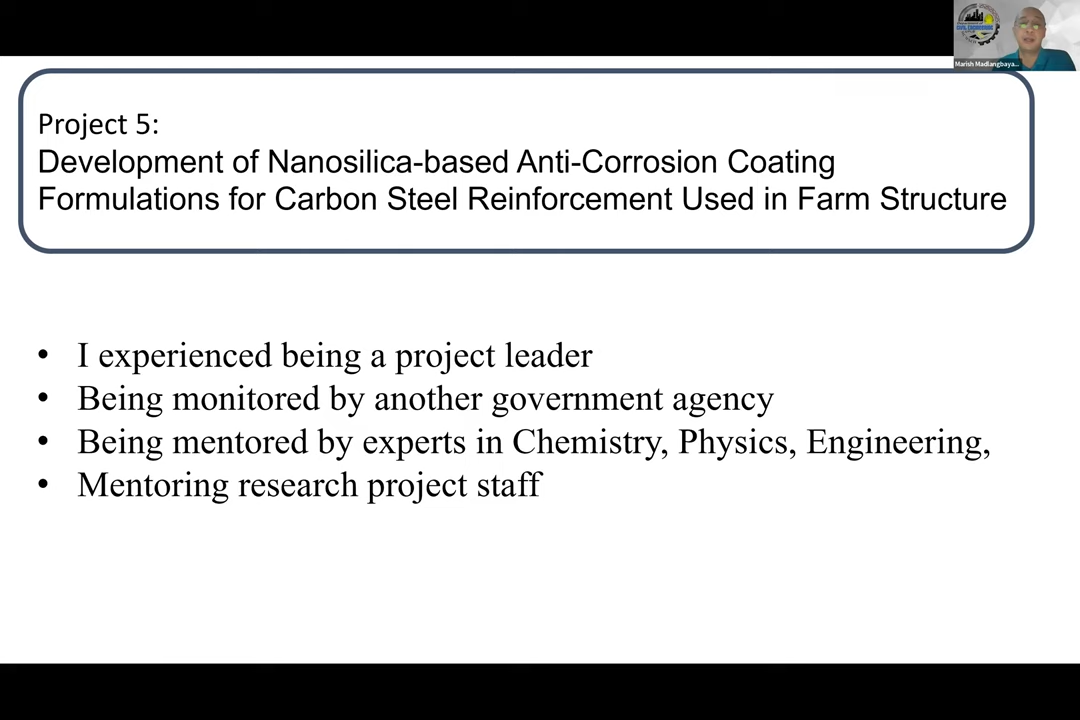 Marish Madlangbaya...
Project 5:
Development of Nanosilica-based Anti-Corrosion Coating
Formulations for Carbon Steel Reinforcement Used in Farm Structure
• I experienced being a project leader
• Being monitored by another government agency
• Being mentored by experts in Chemistry, Physics, Engineering,
• Mentoring research project staff